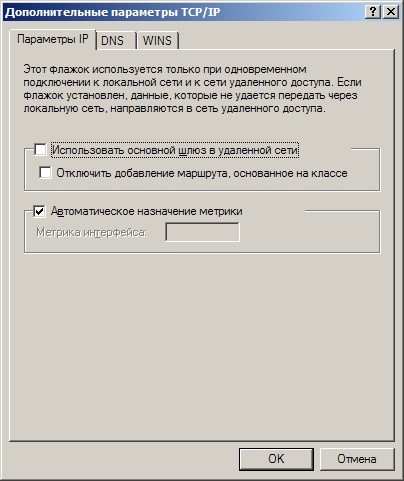 Дополнительные параметры TCP/IP
Параметры IP DNS WINS
Этот флажок используется только при одновременном
подключении к локальной сети и к сети удаленного доступа. Если
флажок установлен, данные, которые не удается передать через
локальную сеть, направляются в сеть удаленного доступа.
Использовать основной шлюз в удаленной сети
Отключить добавление маршрута, основанное на классе
Автоматическое назначение метрики
Метрика интерфейса:
OK Отмена